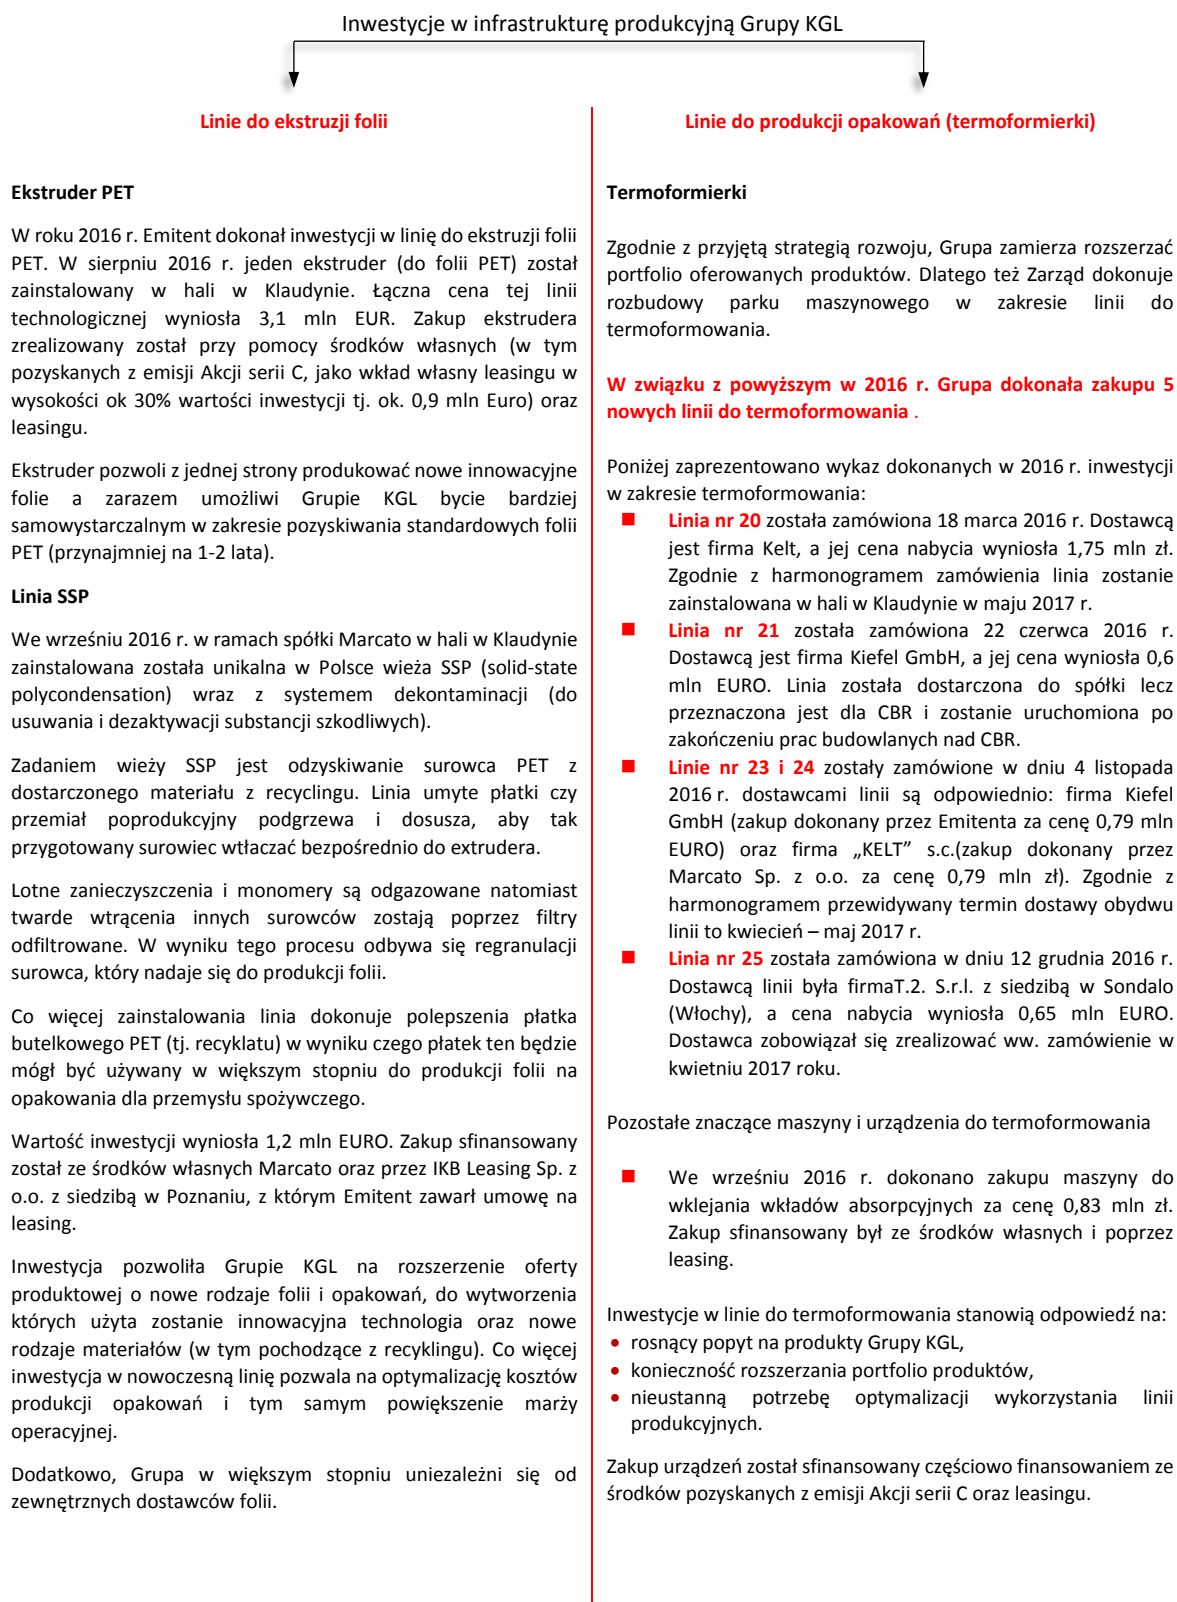 Inwestycje w infrastrukturę produkcyjną Grupy KGL
Linie do ekstruzji folii
Ekstruder PET
W roku 2016 r. Emitent dokonał inwestycji w linię do ekstruzji folii
PET. W sierpniu 2016 r. jeden ekstruder (do folii PET) został
zainstalowany w hali w Klaudynie. Łączna cena tej linii
technologicznej wyniosła 3,1 mln EUR. Zakup ekstrudera
zrealizowany został przy pomocy środków własnych (w tym
pozyskanych z emisji Akcji serii C, jako wkład własny leasingu w
wysokości ok 30% wartości inwestycji tj. ok. 0,9 mln Euro) oraz
leasingu.
Ekstruder pozwoli z jednej strony produkować nowe innowacyjne
folie a zarazem umożliwi Grupie KGL bycie bardziej
samowystarczalnym w zakresie pozyskiwania standardowych folii
PET (przynajmniej na 1-2 lata).
Linia SSP
We wrześniu 2016 r. w ramach spółki Marcato w hali w Klaudynie
zainstalowana została unikalna w Polsce wieża SSP (solid-state
polycondensation) wraz z systemem dekontaminacji (do
usuwania i dezaktywacji substancji szkodliwych).
Zadaniem wieży SSP jest odzyskiwanie surowca PET z
dostarczonego materiału z recyclingu. Linia umyte płatki czy
przemiał poprodukcyjny podgrzewa i dosusza, aby tak
przygotowany surowiec wtłaczać bezpośrednio do extrudera.
Lotne zanieczyszczenia i monomery są odgazowane natomiast
twarde wtrącenia innych surowców zostają poprzez filtry
odfiltrowane. W wyniku tego procesu odbywa się regranulacji
surowca, który nadaje się do produkcji folii.
Co więcej zainstalowania linia dokonuje polepszenia płatka
butelkowego PET (tj. recyklatu) w wyniku czego płatek ten będzie
mógł być używany w większym stopniu do produkcji folii na
opakowania dla przemysłu spożywczego.
Wartość inwestycji wyniosła 1,2 mln EURO. Zakup sfinansowany
został ze środków własnych Marcato oraz przez IKB Leasing Sp. z
o.o. z siedzibą w Poznaniu, z którym Emitent zawarł umowę na
leasing.
Inwestycja pozwoliła Grupie KGL na rozszerzenie oferty
produktowej o nowe rodzaje folii i opakowań, do wytworzenia
których użyta zostanie innowacyjna technologia oraz nowe
rodzaje materiałów (w tym pochodzące z recyklingu). Co więcej
inwestycja w nowoczesną linię pozwala na optymalizację kosztów
produkcji opakowań i tym samym powiększenie marży
operacyjnej.
Dodatkowo, Grupa w większym stopniu uniezależni się od
zewnętrznych dostawców folii.
Linie do produkcji opakowań (termoformierki)
Termoformierki
Zgodnie z przyjętą strategią rozwoju, Grupa zamierza rozszerzać
portfolio oferowanych produktów. Dlatego też Zarząd dokonuje
rozbudowy parku maszynowego w zakresie linii do
termoformowania.
W związku z powyższym w 2016 r. Grupa dokonała zakupu 5
nowych linii do termoformowania .
Poniżej zaprezentowano wykaz dokonanych w 2016 r. inwestycji
w zakresie termoformowania:
■ Linia nr 20 została zamówiona 18 marca 2016 r. Dostawcą
jest firma Kelt, a jej cena nabycia wyniosła 1,75 mln zł.
Zgodnie z harmonogramem zamówienia linia zostanie
zainstalowana w hali w Klaudynie w maju 2017 r.
■ Linia nr 21 została zamówiona 22 czerwca 2016 r.
Dostawcą jest firma Kiefel GmbH, a jej cena wyniosła 0,6
mln EURO. Linia została dostarczona do spółki lecz
przeznaczona jest dla CBR i zostanie uruchomiona po
zakończeniu prac budowlanych nad CBR.
■ Linie nr 23 i 24 zostały zamówione w dniu 4 listopada
2016 r. dostawcami linii są odpowiednio: firma Kiefel
GmbH (zakup dokonany przez Emitenta za cenę 0,79 mln
EURO) oraz firma „KELT” s.c.(zakup dokonany przez
Marcato Sp. z o.o. za cenę 0,79 mln zł). Zgodnie z
harmonogramem przewidywany termin dostawy obydwu
linii to kwiecień – maj 2017 r.
■ Linia nr 25 została zamówiona w dniu 12 grudnia 2016 r.
Dostawcą linii była firmaT.2. S.r.l. z siedzibą w Sondalo
(Włochy), a cena nabycia wyniosła 0,65 mln EURO.
Dostawca zobowiązał się zrealizować ww. zamówienie w
kwietniu 2017 roku.
Pozostałe znaczące maszyny i urządzenia do termoformowania
■ We wrześniu 2016 r. dokonano zakupu maszyny do
wklejania wkładów absorpcyjnych za cenę 0,83 mln zł.
Zakup sfinansowany był ze środków własnych i poprzez
leasing.
Inwestycje w linie do termoformowania stanowią odpowiedź na:
• rosnący popyt na produkty Grupy KGL,
• konieczność rozszerzania portfolio produktów,
• nieustanną potrzebę optymalizacji wykorzystania linii
produkcyjnych.
Zakup urządzeń został sfinansowany częściowo finansowaniem ze
środków pozyskanych z emisji Akcji serii C oraz leasingu.